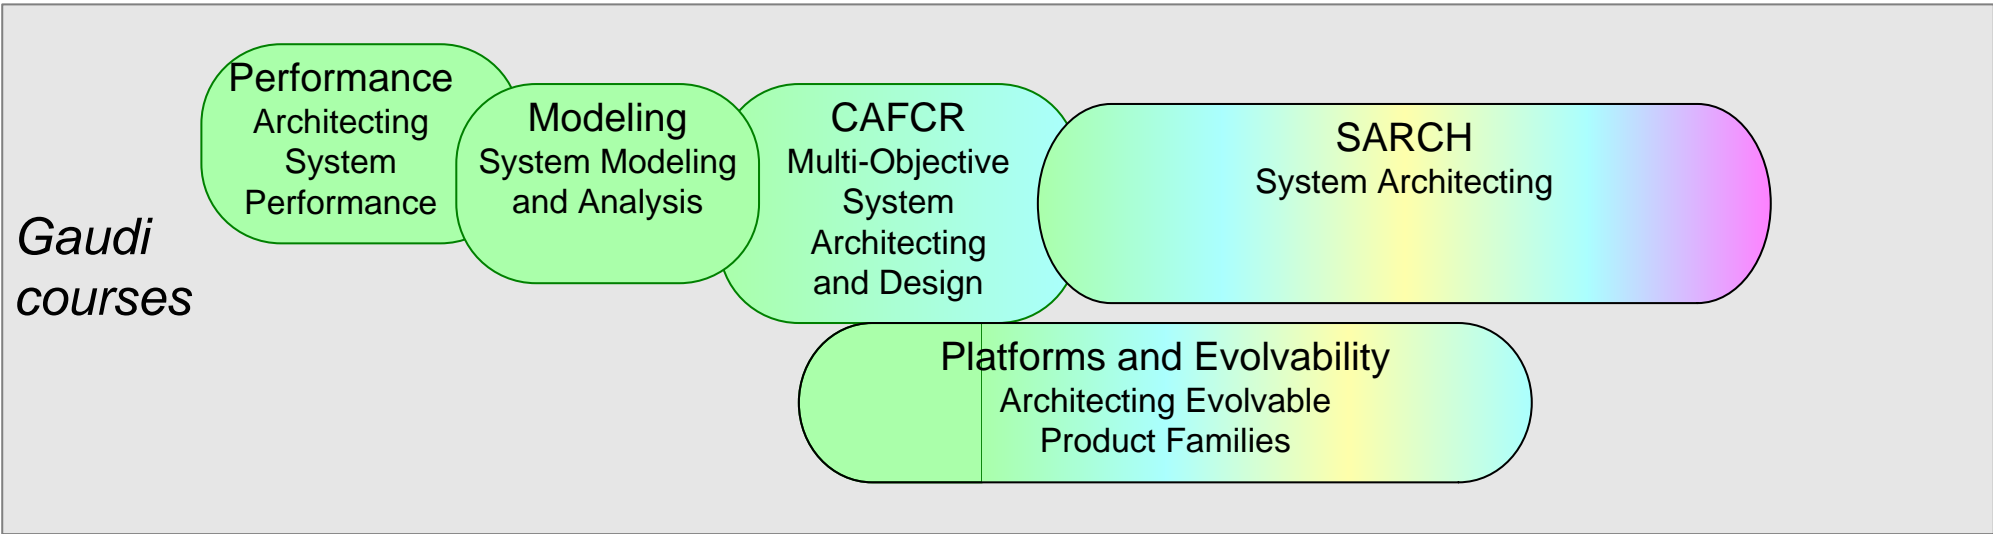 Gaudi
courses
Performance
Architecting
System
Performance
Modeling
System Modeling
and Analysis
CAFCR
Multi-Objective
System
Architecting
and Design
SARCH
System Architecting
Platforms and Evolvability
Architecting Evolvable
Product Families